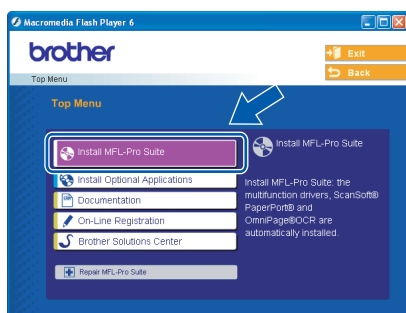 Macromedia Flash Player 6
brother
Exit
Back
Top Menu
Top Menu
Install MFL-Pro Suite
Install Optional Applications
Documentation
On-Line Registration
Brother Solutions Center
Repair MFL-Pro Suite
Install MFL-Pro Suite
Install MFL-Pro Suite: the
multifunction drivers, ScanSoft®
PaperPort® and
OmniPage®OCR are
automatically installed.